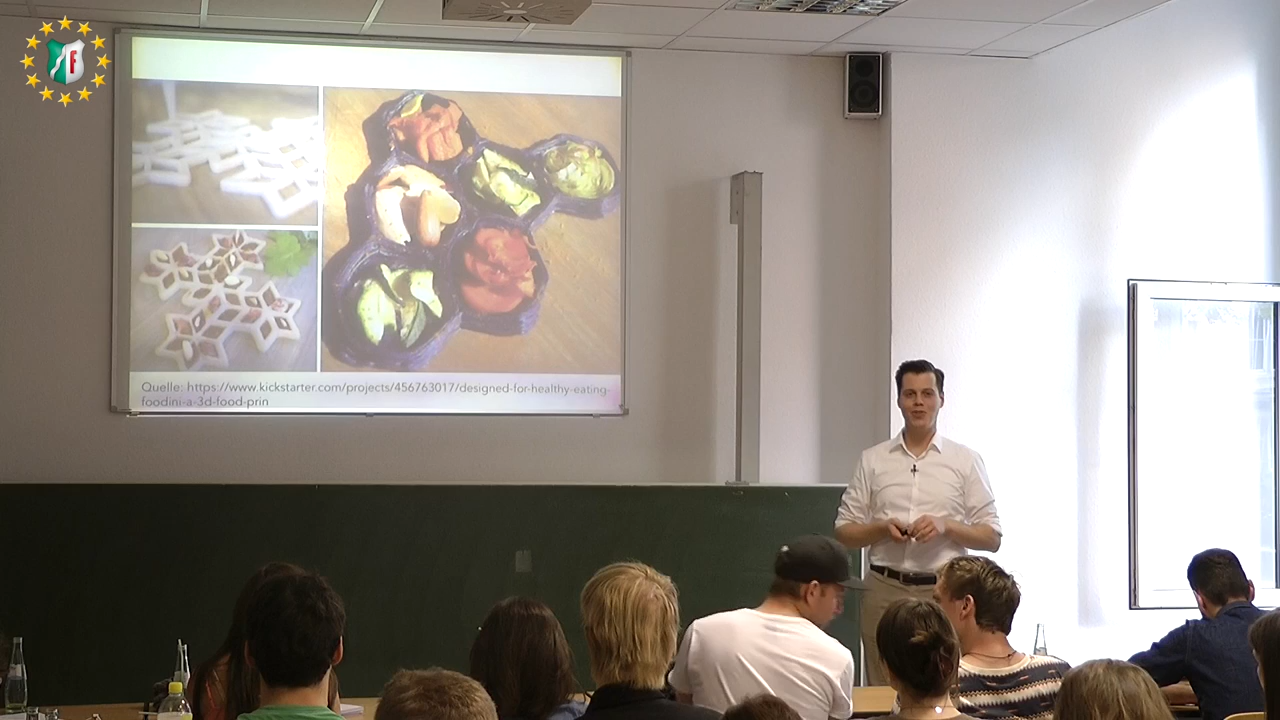 F
Quelle: https://www.kickstarter.com/projects/456763017/designed-for-healthy-eating-
foodini-a-3d-food-prin